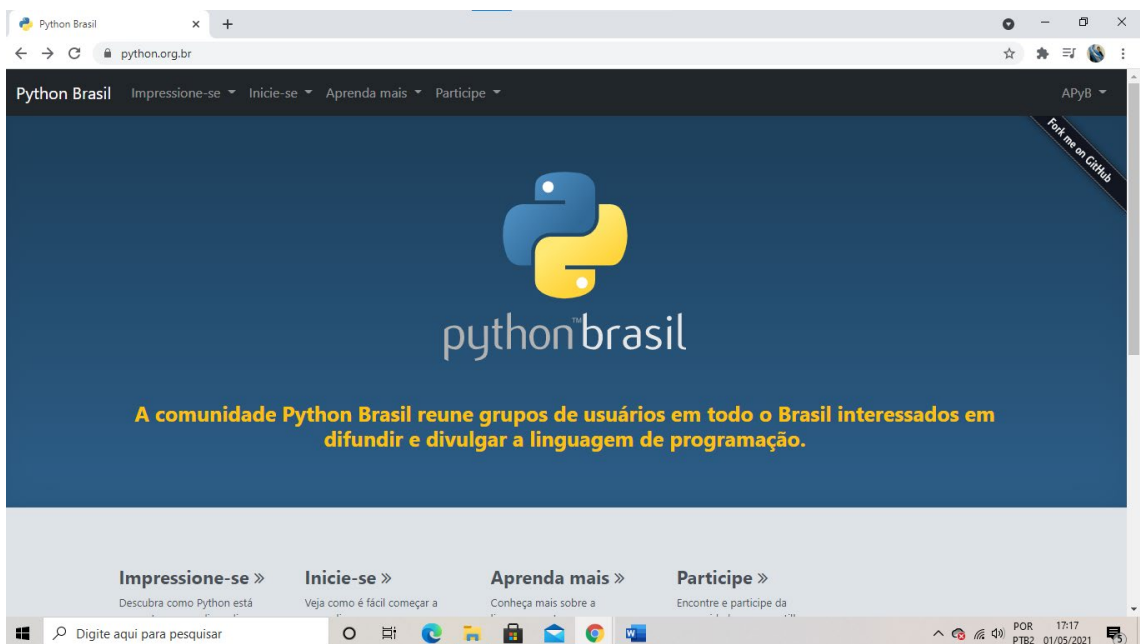 Python Brasil
python.org.br
Python Brasil Impressione-se Inicie-se Aprenda mais Participe APyB
Fork me on GitHub
python™brasil
A comunidade Python Brasil reune grupos de usuários em todo o Brasil interessados em
difundir e divulgar a linguagem de programação.
Impressione-se » Inicie-se » Aprenda mais » Participe »
Descubra como Python está Veja como é fácil começar a Conheça mais sobre a Encontre e participe da
Digite aqui para pesquisar
POR 17:17
PTB2 01/05/2021
5